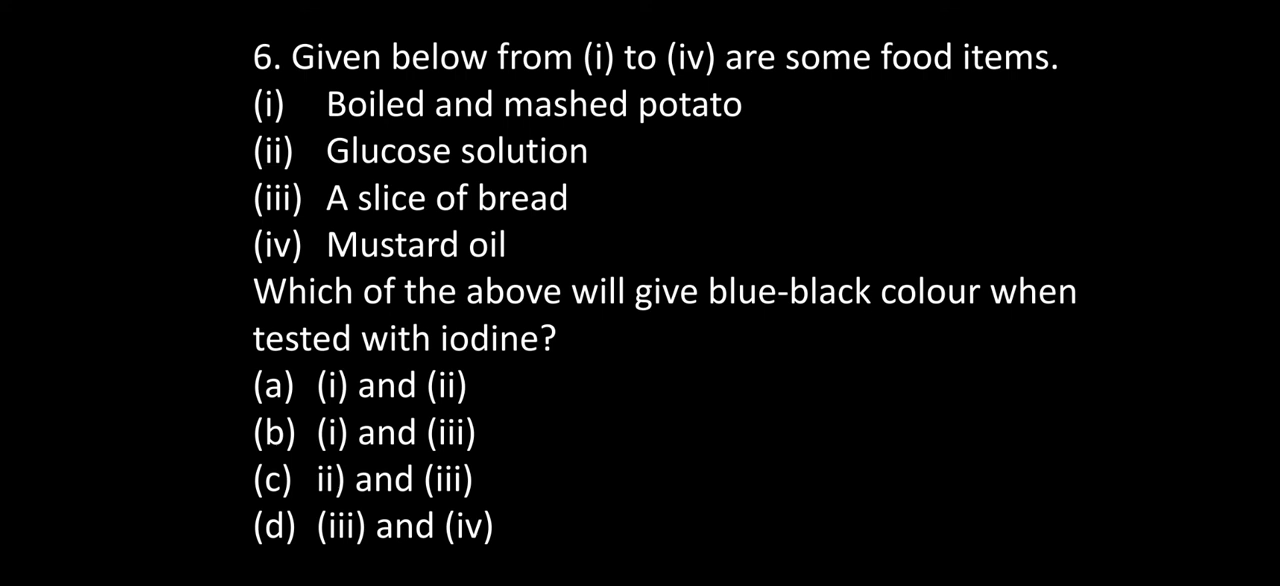 6. Given below from (i) to (iv) are some food items.
(i) Boiled and mashed potato
(ii) Glucose solution
(iii) A slice of bread
(iv) Mustard oil
Which of the above will give blue-black colour when
tested with iodine?
(a) (i) and (ii)
(b) (i) and (iii)
(c) ii) and (iii)
(d) (iii) and (iv)